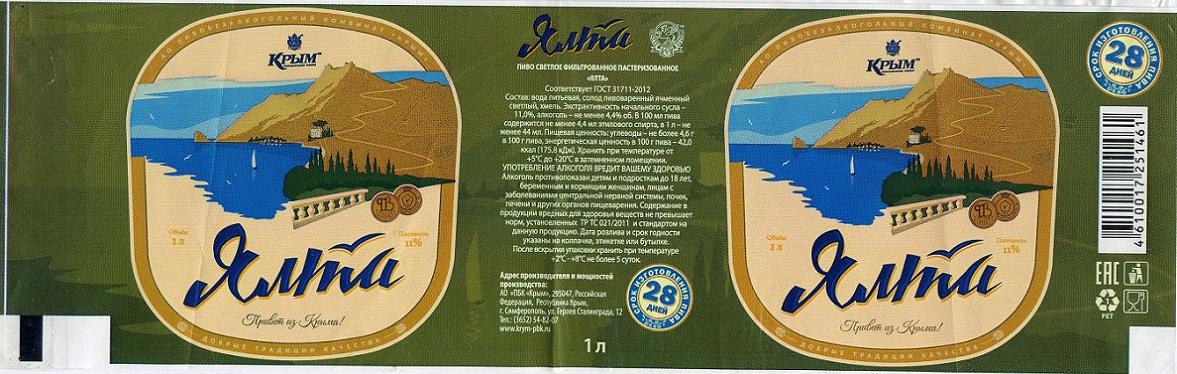 АО ПИВОБЕЗАЛКОГОЛЬНЫЙ КОМБИНАТ «КРЫМ»
КРЫМ
Объём
1 л
Плотность
11%
Ялта
Привет из Крыма!
ДОБРЫЕ ТРАДИЦИИ КАЧЕСТВА
Ялта
ПИВО СВЕТЛОЕ ФИЛЬТРОВАННОЕ ПАСТЕРИЗОВАННОЕ
«ЯЛТА»
Соответствует ГОСТ 31711-2012
Состав: вода питьевая, солод пивоваренный ячменный
светлый, хмель. Экстрактивность начального сусла –
11,0%, алкоголь – не менее 4,4% об. В 100 мл пива
содержится не менее 4,4 мл этилового спирта, в 1 л – не
менее 44 мл. Пищевая ценность: углеводы – не более 4,6 г
в 100 г пива, энергетическая ценность в 100 г пива – 42,0
ккал (175,8 кДж). Хранить при температуре от
+5°С до +20°С в затемненном помещении.
УПОТРЕБЛЕНИЕ АЛКОГОЛЯ ВРЕДИТ ВАШЕМУ ЗДОРОВЬЮ
Алкоголь противопоказан детям и подросткам до 18 лет,
беременным и кормящим женщинам, лицам с
заболеваниями центральной нервной системы, почек,
печени и других органов пищеварения. Содержание в
продукции вредных для здоровья веществ не превышает
норм, установленных ТР ТС 021/2011 и стандартом на
данную продукцию. Дата розлива и срок годности
указаны на колпачке, этикетке или бутылке.
После вскрытия упаковки хранить при температуре
+2°С - +8°С не более 5 суток.
Адрес производителя и мощностей
производства:
АО «ПБК «Крым», 295047, Российская
Федерация, Республика Крым,
г. Симферополь, ул. Героев Сталинграда, 12
Тел.: (3652) 54-82-07
www.krym-pbk.ru
СРОК ИЗГОТОВЛЕНИЯ ПИВА
28
ДНЕЙ
1 л
АО ПИВОБЕЗАЛКОГОЛЬНЫЙ КОМБИНАТ «КРЫМ»
КРЫМ
Объём
1 л
Плотность
11%
Ялта
Привет из Крыма!
ДОБРЫЕ ТРАДИЦИИ КАЧЕСТВА
СРОК ИЗГОТОВЛЕНИЯ ПИВА
28
ДНЕЙ
4 610017 251461
EAC
1
PET